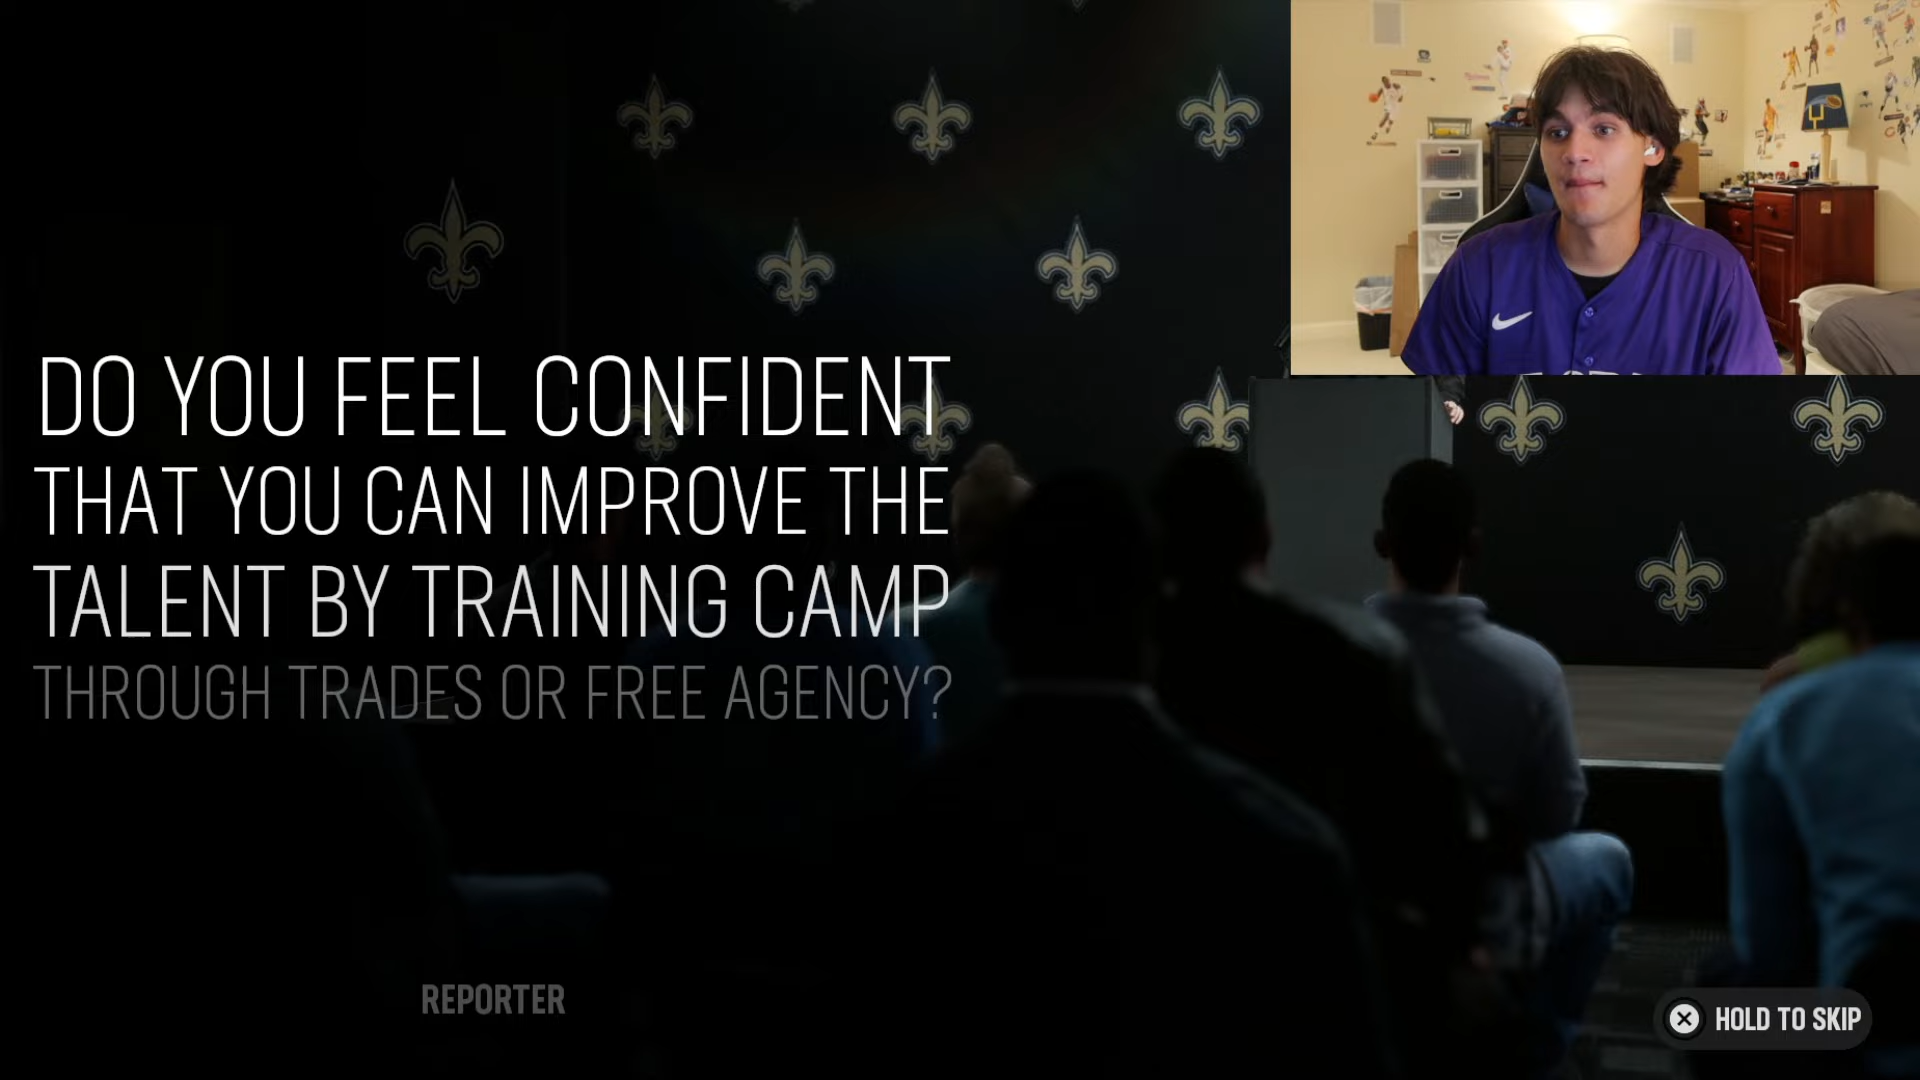 DO YOU FEEL CONFIDENT
THAT YOU CAN IMPROVE THE
TALENT BY TRAINING CAMP
THROUGH TRADES OR FREE AGENCY?
REPORTER
HOLD TO SKIP